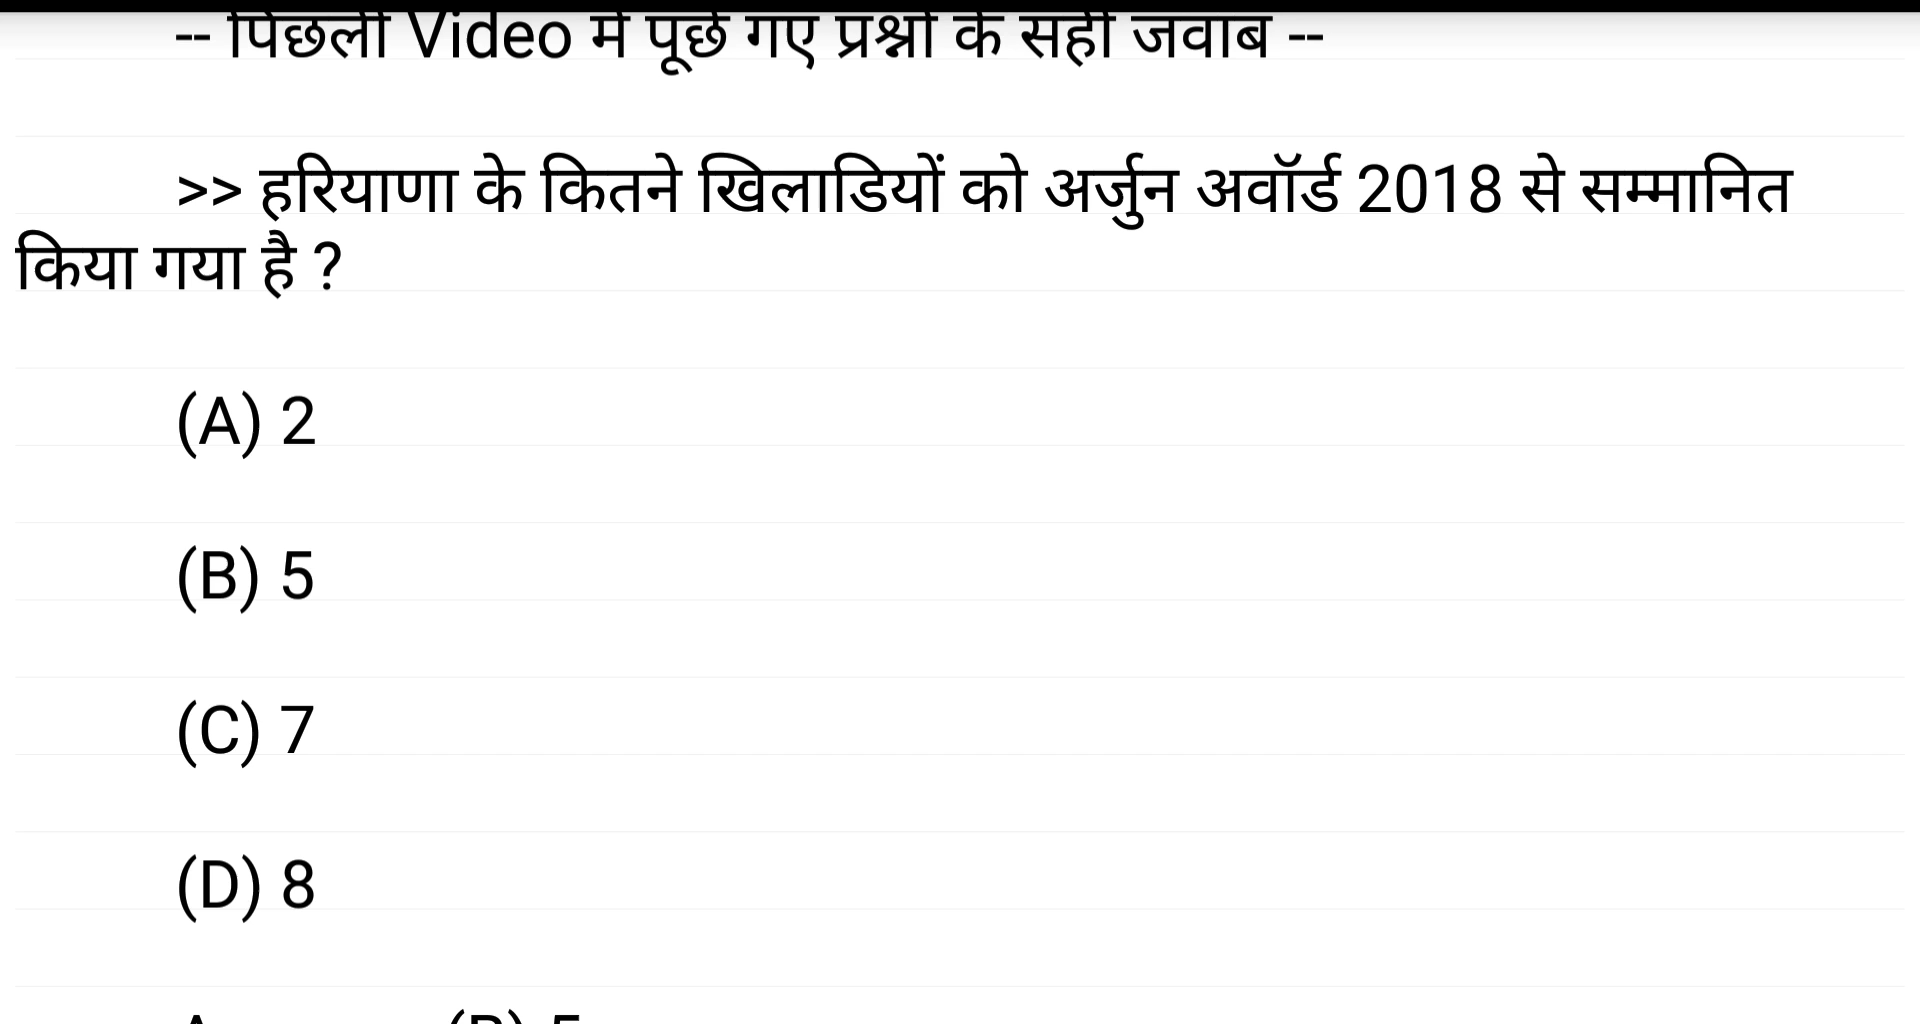 -- पिछली Video में पूछे गए प्रश्नों के सही जवाब --
>> हरियाणा के कितने खिलाडियों को अर्जुन अवॉर्ड 2018 से सम्मानित
किया गया है ?
(A) 2
(B) 5
(C) 7
(D) 8